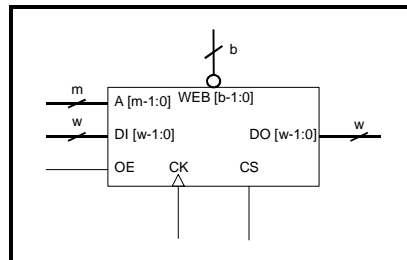 b
m
A [m-1:0] WEB [b-1:0]
w
DI [w-1:0] DO [w-1:0] w
OE CK CS